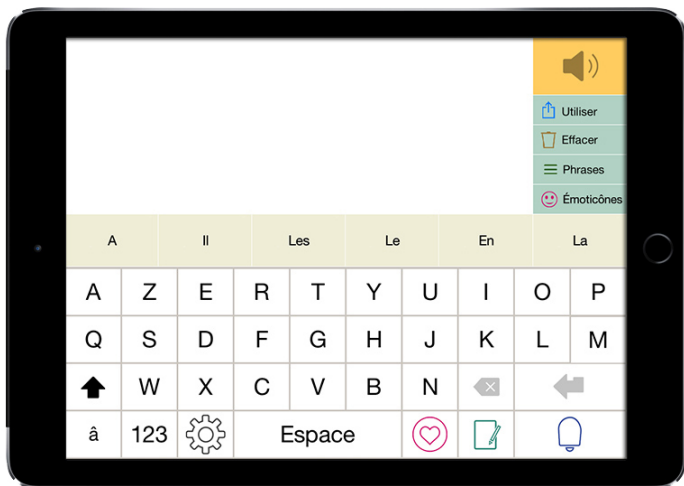 Utiliser
Effacer
Phrases
Émoticônes
A Il Les Le En La
A Z E R T Y U I O P
Q S D F G H J K L M
W X C V B N
â 123 Espace